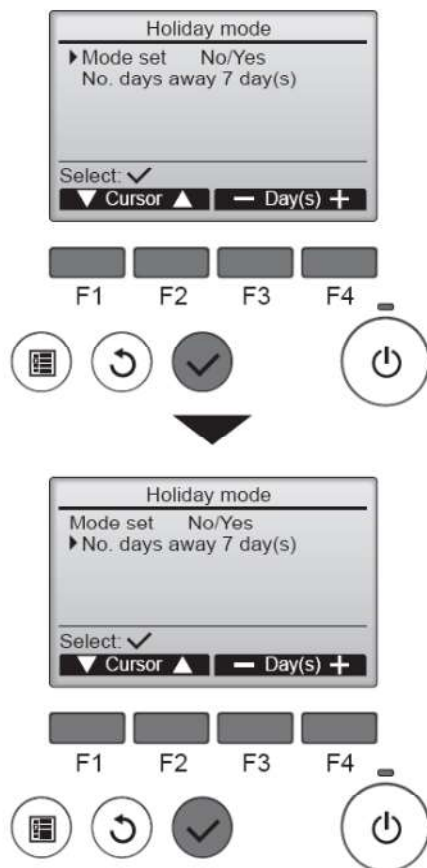 Holiday mode
Mode set No/Yes
No. days away 7 day(s)
Select:
Cursor Day(s)
F1 F2 F3 F4
Holiday mode
Mode set No/Yes
No. days away 7 day(s)
Select:
Cursor Day(s)
F1 F2 F3 F4